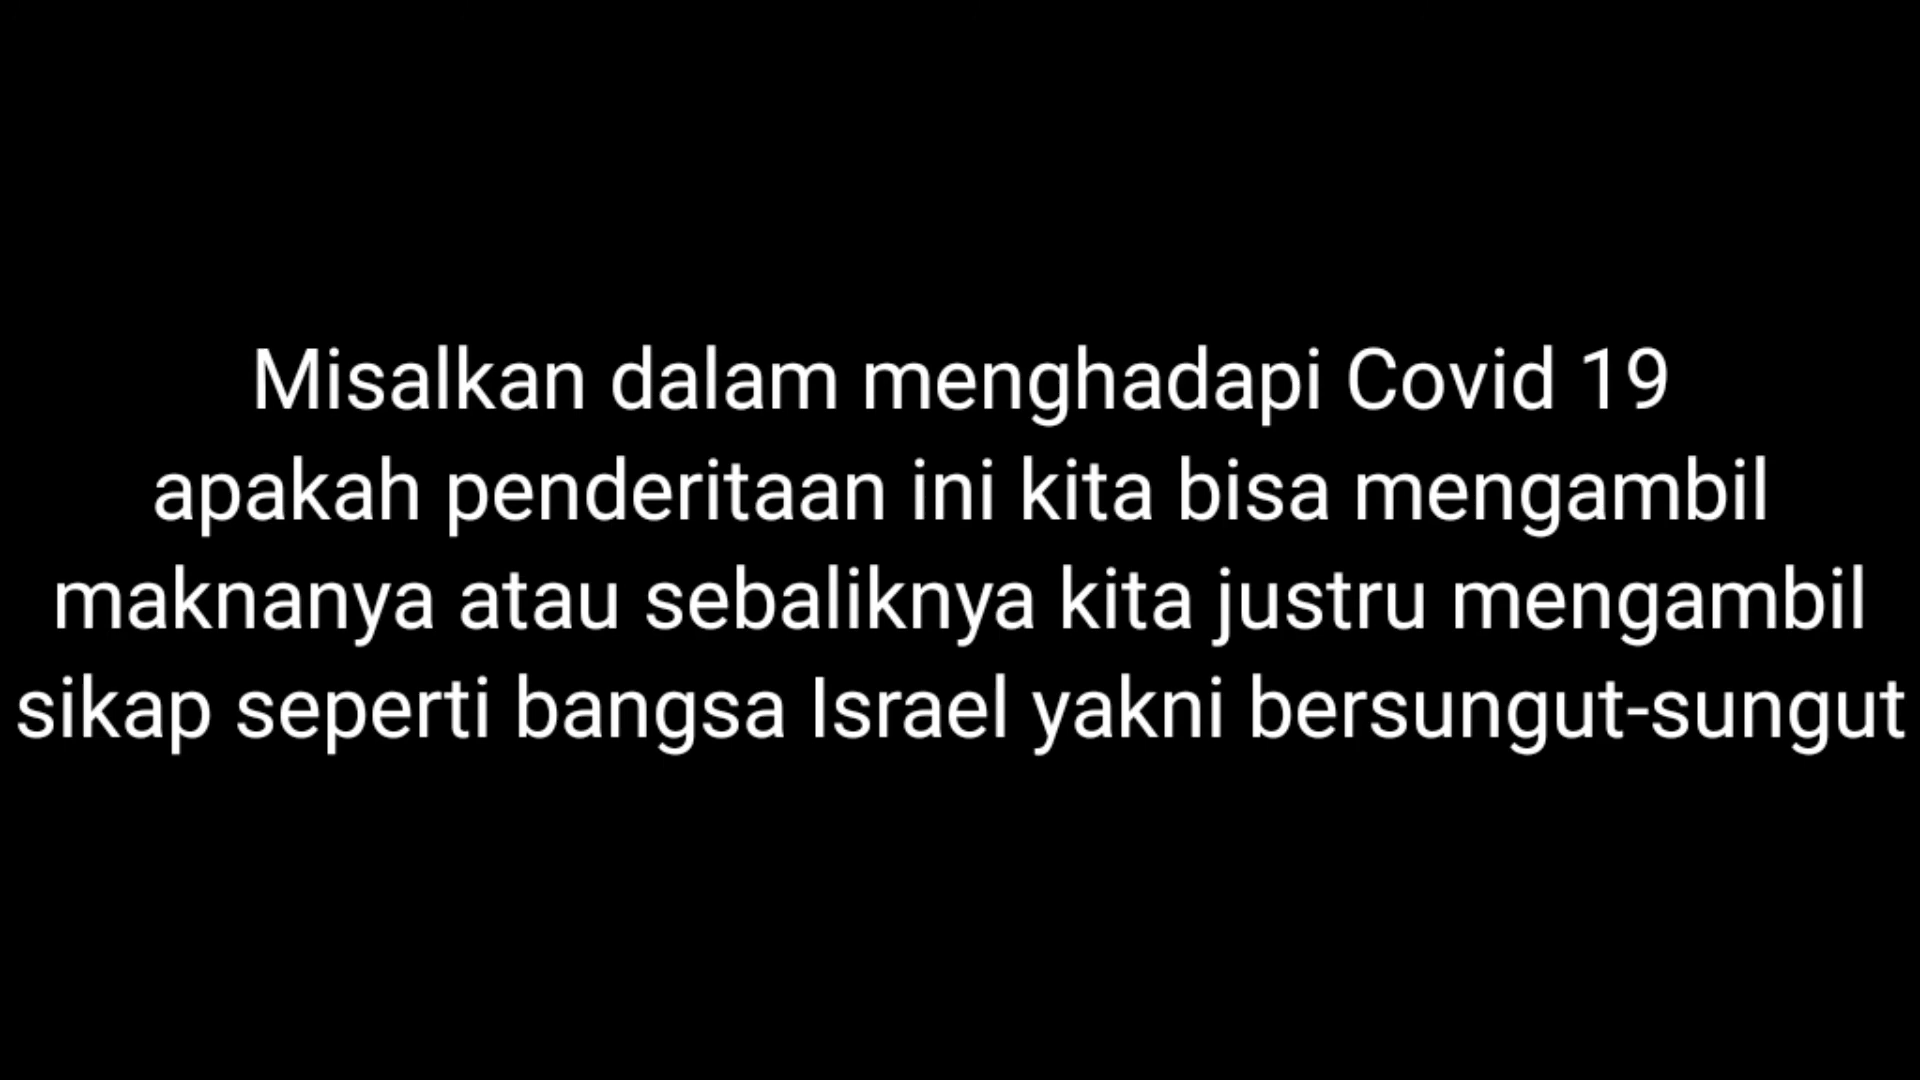 Misalkan dalam menghadapi Covid 19
apakah penderitaan ini kita bisa mengambil
maknanya atau sebaliknya kita justru mengambil
sikap seperti bangsa Israel yakni bersungut-sungut